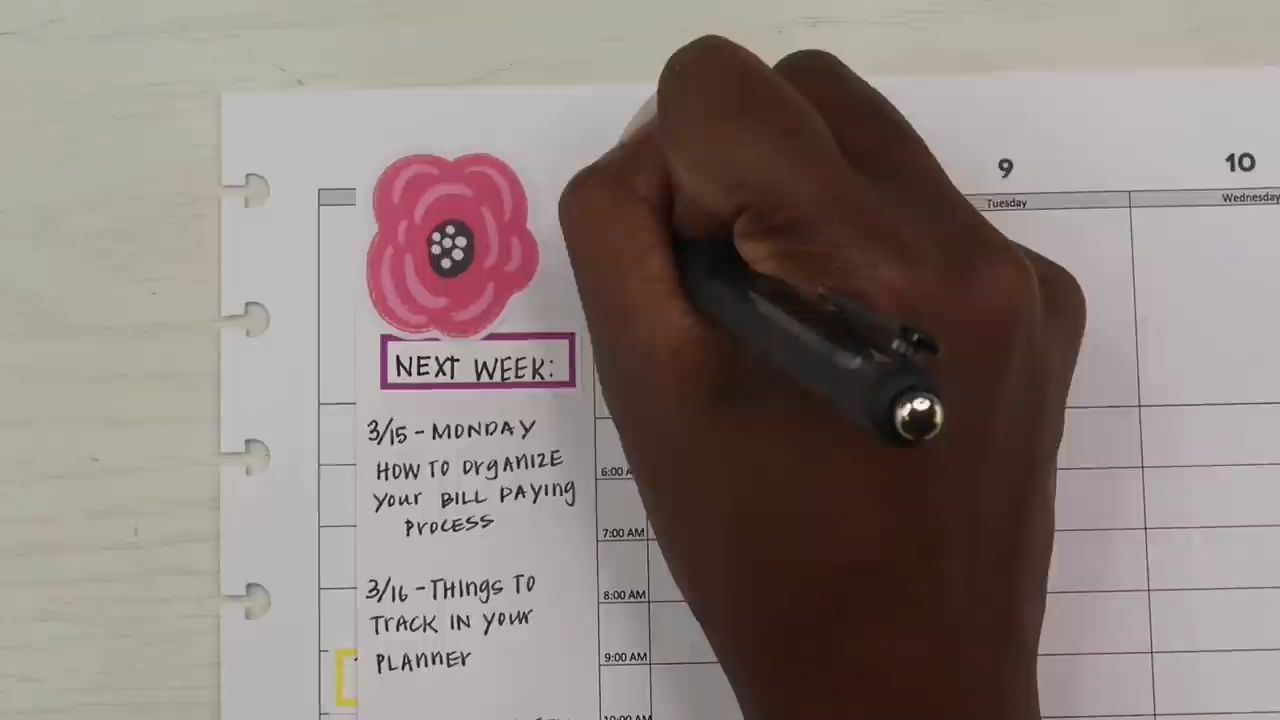 9
10
Tuesday
Wednesday
NEXT WEEK:
3/15 - MONDAY
HOW TO OrgANIZE
your BILL PAying
PROCESS
3/16 - THings TO
TrACK IN your
PLAnner
6:00
7:00 AM
8:00 AM
9:00 AM
10:00 AM